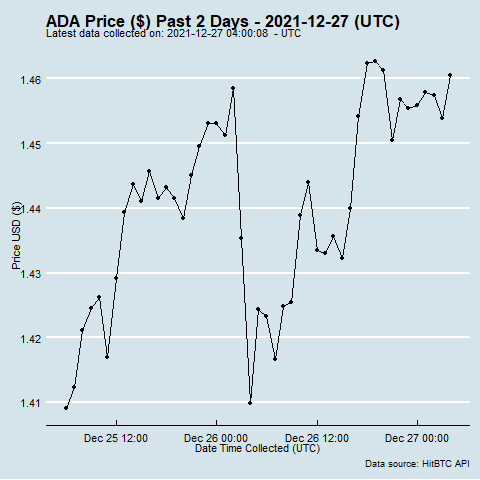 ADA Price ($) Past 2 Days - 2021-12-27 (UTC)
Latest data collected on: 2021-12-27 04:00:08 - UTC
1.46
1.45
1.44
1.43
1.42
1.41
Price USD ($)
Dec 25 12:00 Dec 26 00:00 Dec 26 12:00 Dec 27 00:00
Date Time Collected (UTC)
Data source: HitBTC API